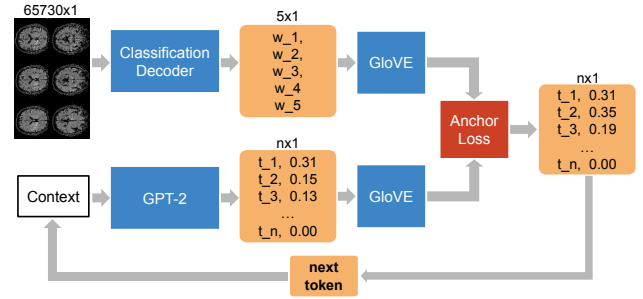 65730x1
Classification
Decoder
5x1
w_1,
w_2,
w_3,
w_4
w_5
GloVE
Anchor
Loss
nx1
t_1, 0.31
t_2, 0.35
t_3, 0.19
...
t_n, 0.00
Context
GPT-2
nx1
t_1, 0.31
t_2, 0.15
t_3, 0.13
...
t_n, 0.00
GloVE
next
token